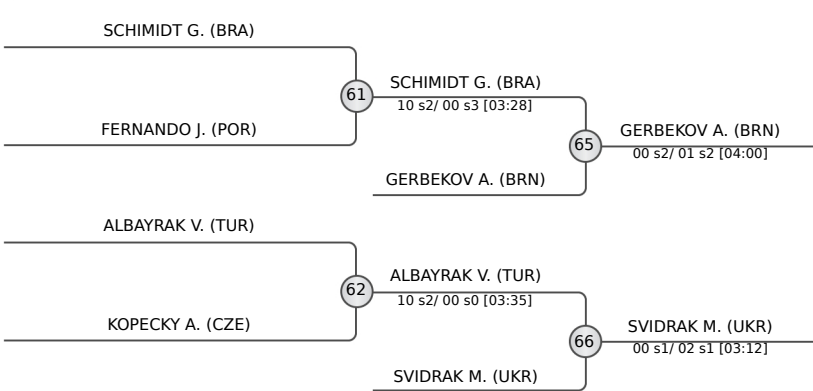 SCHIMIDT G. (BRA)
61
FERNANDO J. (POR)
SCHIMIDT G. (BRA)
10 s2/ 00 s3 [03:28]
65
GERBEKOV A. (BRN)
GERBEKOV A. (BRN)
00 s2/ 01 s2 [04:00]
ALBAYRAK V. (TUR)
62
KOPECKY A. (CZE)
ALBAYRAK V. (TUR)
10 s2/ 00 s0 [03:35]
66
SVIDRAK M. (UKR)
SVIDRAK M. (UKR)
00 s1/ 02 s1 [03:12]